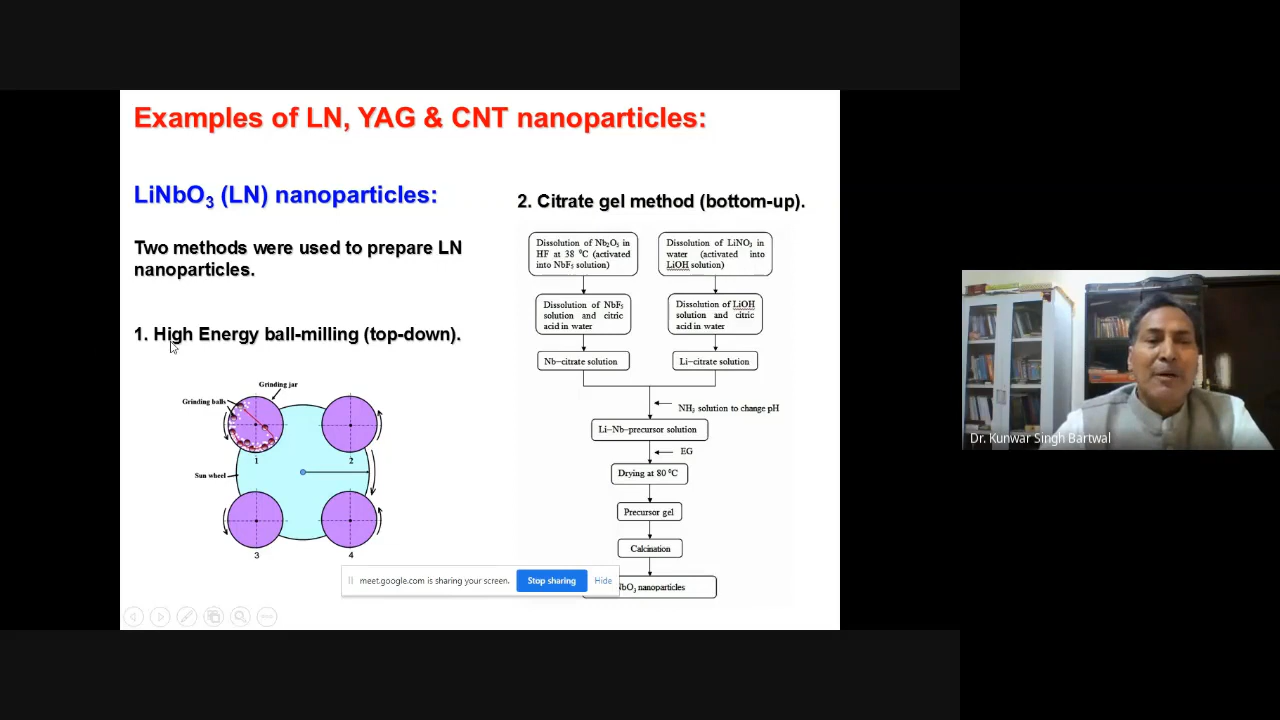 Examples of LN, YAG & CNT nanoparticles:
LiNbO₃ (LN) nanoparticles:
Two methods were used to prepare LN
nanoparticles.
1. High Energy ball-milling (top-down).
Grinding jar
Grinding balls
1
2
Sun wheel
3
4
2. Citrate gel method (bottom-up).
Dissolution of Nb₂O₅ in
HF at 38 ⁰C (activated
into NbF₅ solution)
Dissolution of LiNO₃ in
water (activated into
LiOH solution)
Dissolution of NbF₅
solution and citric
acid in water
Dissolution of LiOH
solution and citric
acid in water
Nb–citrate solution
Li–citrate solution
NH₃ solution to change pH
Li–Nb–precursor solution
EG
Drying at 80 ⁰C
Precursor gel
Calcination
NbO₃ nanoparticles
meet.google.com is sharing your screen.
Stop sharing
Hide
Dr. Kunwar Singh Bartwal